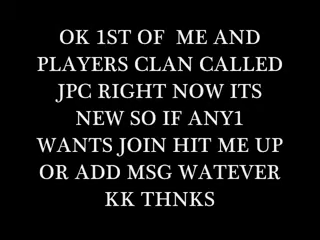 OK 1ST OF ME AND
PLAYERS CLAN CALLED
JPC RIGHT NOW ITS
NEW SO IF ANY1
WANTS JOIN HIT ME UP
OR ADD MSG WATEVER
KK THNKS